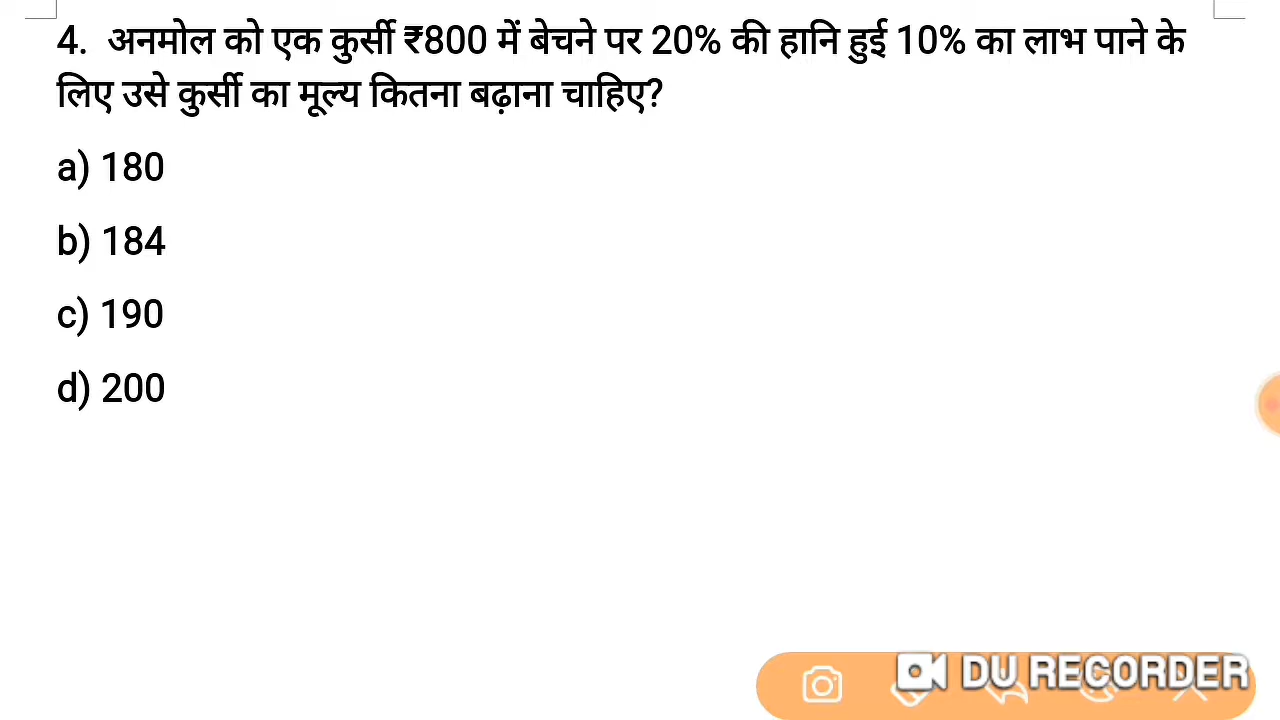 4. अनमोल को एक कुर्सी ₹800 में बेचने पर 20% की हानि हुई 10% का लाभ पाने के
लिए उसे कुर्सी का मूल्य कितना बढ़ाना चाहिए?
a) 180
b) 184
c) 190
d) 200
DU RECORDER